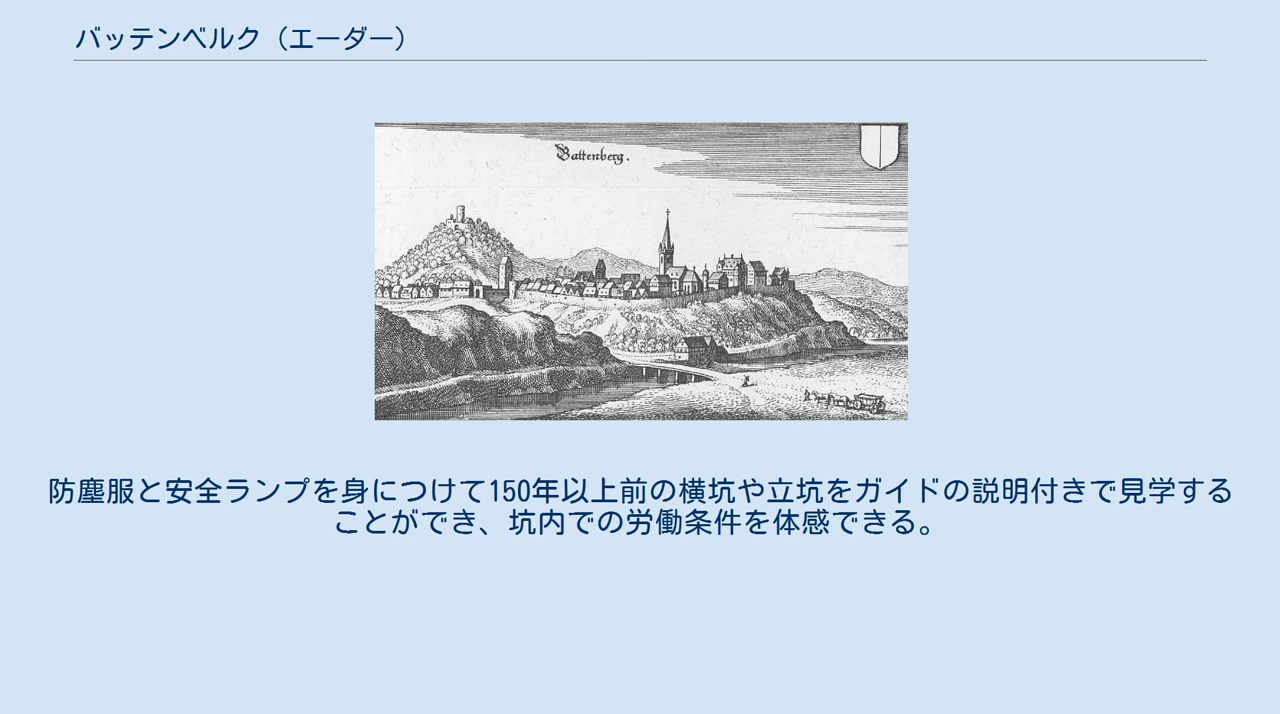 バッテンベルク（エーダー）
Battenberg.
防塵服と安全ランプを身につけて150年以上前の横坑や立坑をガイドの説明付きで見学する
ことができ、坑内での労働条件を体感できる。